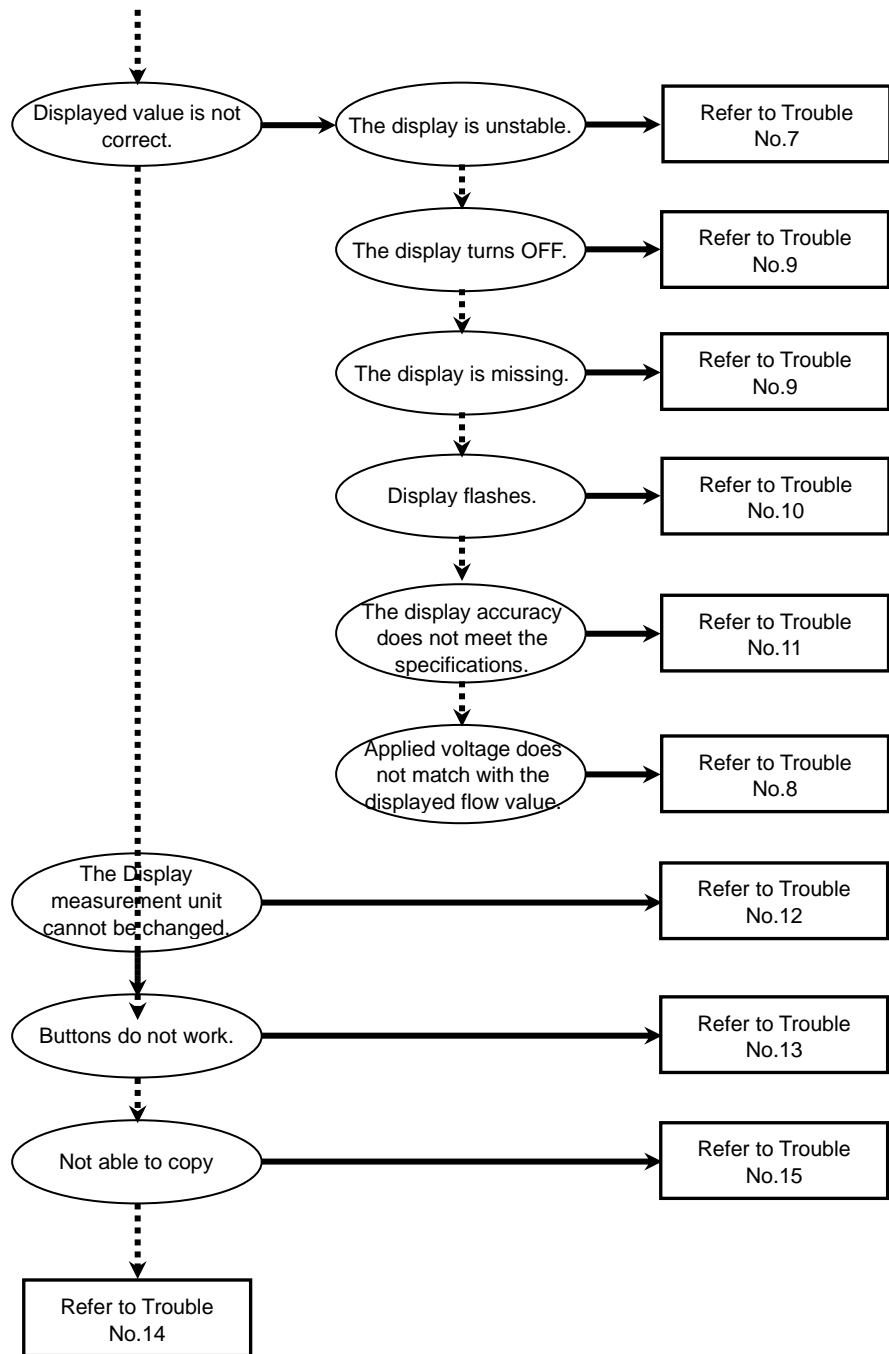 Displayed value is not
correct.
The display is unstable.
Refer to Trouble
No.7
The display turns OFF.
Refer to Trouble
No.9
The display is missing.
Refer to Trouble
No.9
Display flashes.
Refer to Trouble
No.10
The display accuracy
does not meet the
specifications.
Refer to Trouble
No.11
Applied voltage does
not match with the
displayed flow value.
Refer to Trouble
No.8
The Display
measurement unit
cannot be changed.
Refer to Trouble
No.12
Buttons do not work.
Refer to Trouble
No.13
Not able to copy
Refer to Trouble
No.15
Refer to Trouble
No.14